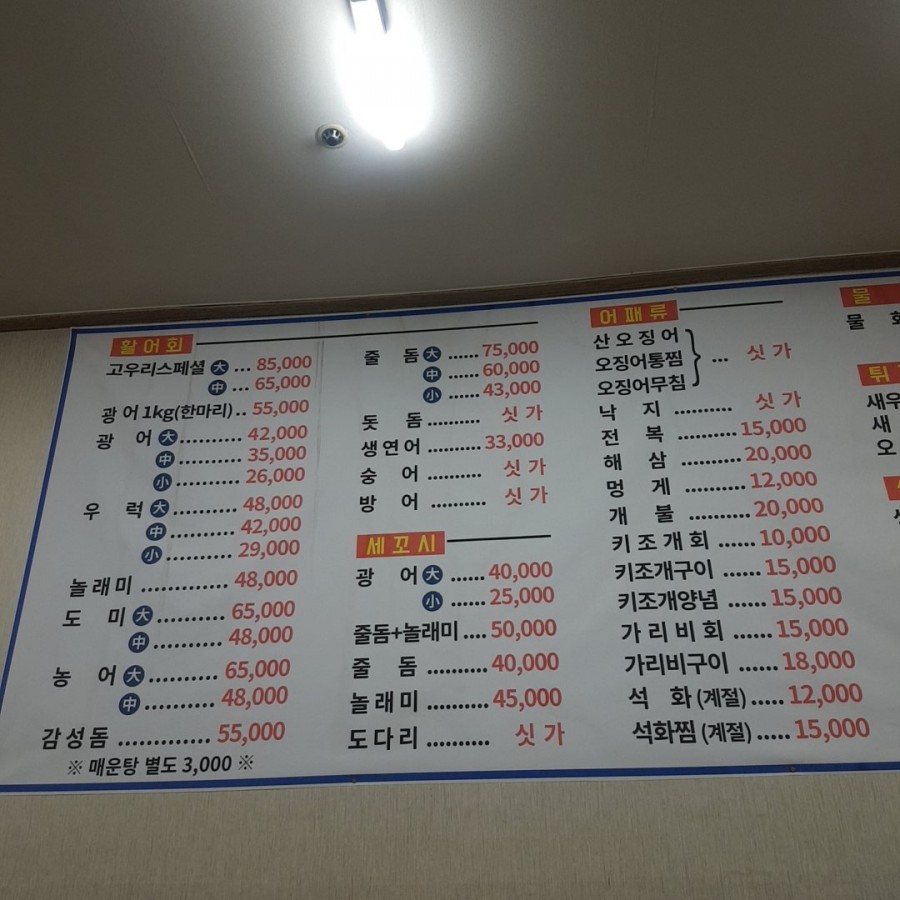 활어회
고우리스페셜 大 ... 85,000
中 ... 65,000
광어 1kg(한마리) .. 55,000
광 어 大 .......... 42,000
中 .......... 35,000
小 .......... 26,000
우 럭 大 .......... 48,000
中 .......... 42,000
小 .......... 29,000
놀래미 .............. 48,000
도 미 大 ........... 65,000
中 ........... 48,000
농 어 大 ........... 65,000
中 ........... 48,000
감성돔 ............. 55,000
※ 매운탕 별도 3,000 ※
줄 돔 大 ...... 75,000
中 ...... 60,000
小 ...... 43,000
돗 돔 ........... 싯가
생연어 ........ 33,000
숭 어 .......... 싯가
방 어 .......... 싯가
세꼬시
광 어 大 ...... 40,000
小 ...... 25,000
줄돔+놀래미 .... 50,000
줄 돔 .......... 40,000
놀래미 .......... 45,000
도다리 .......... 싯가
어패류
산오징어
오징어통찜 ... 싯가
오징어무침
낙 지 .......... 싯가
전 복 .......... 15,000
해 삼 .......... 20,000
멍 게 .......... 12,000
개 불 .......... 20,000
키조개회 ...... 10,000
키조개구이 ...... 15,000
키조개양념 ...... 15,000
가리비회 ...... 15,000
가리비구이 ...... 18,000
석 화 (계절) ..... 12,000
석화찜 (계절) ..... 15,000
물
물
튀
새우
새
오